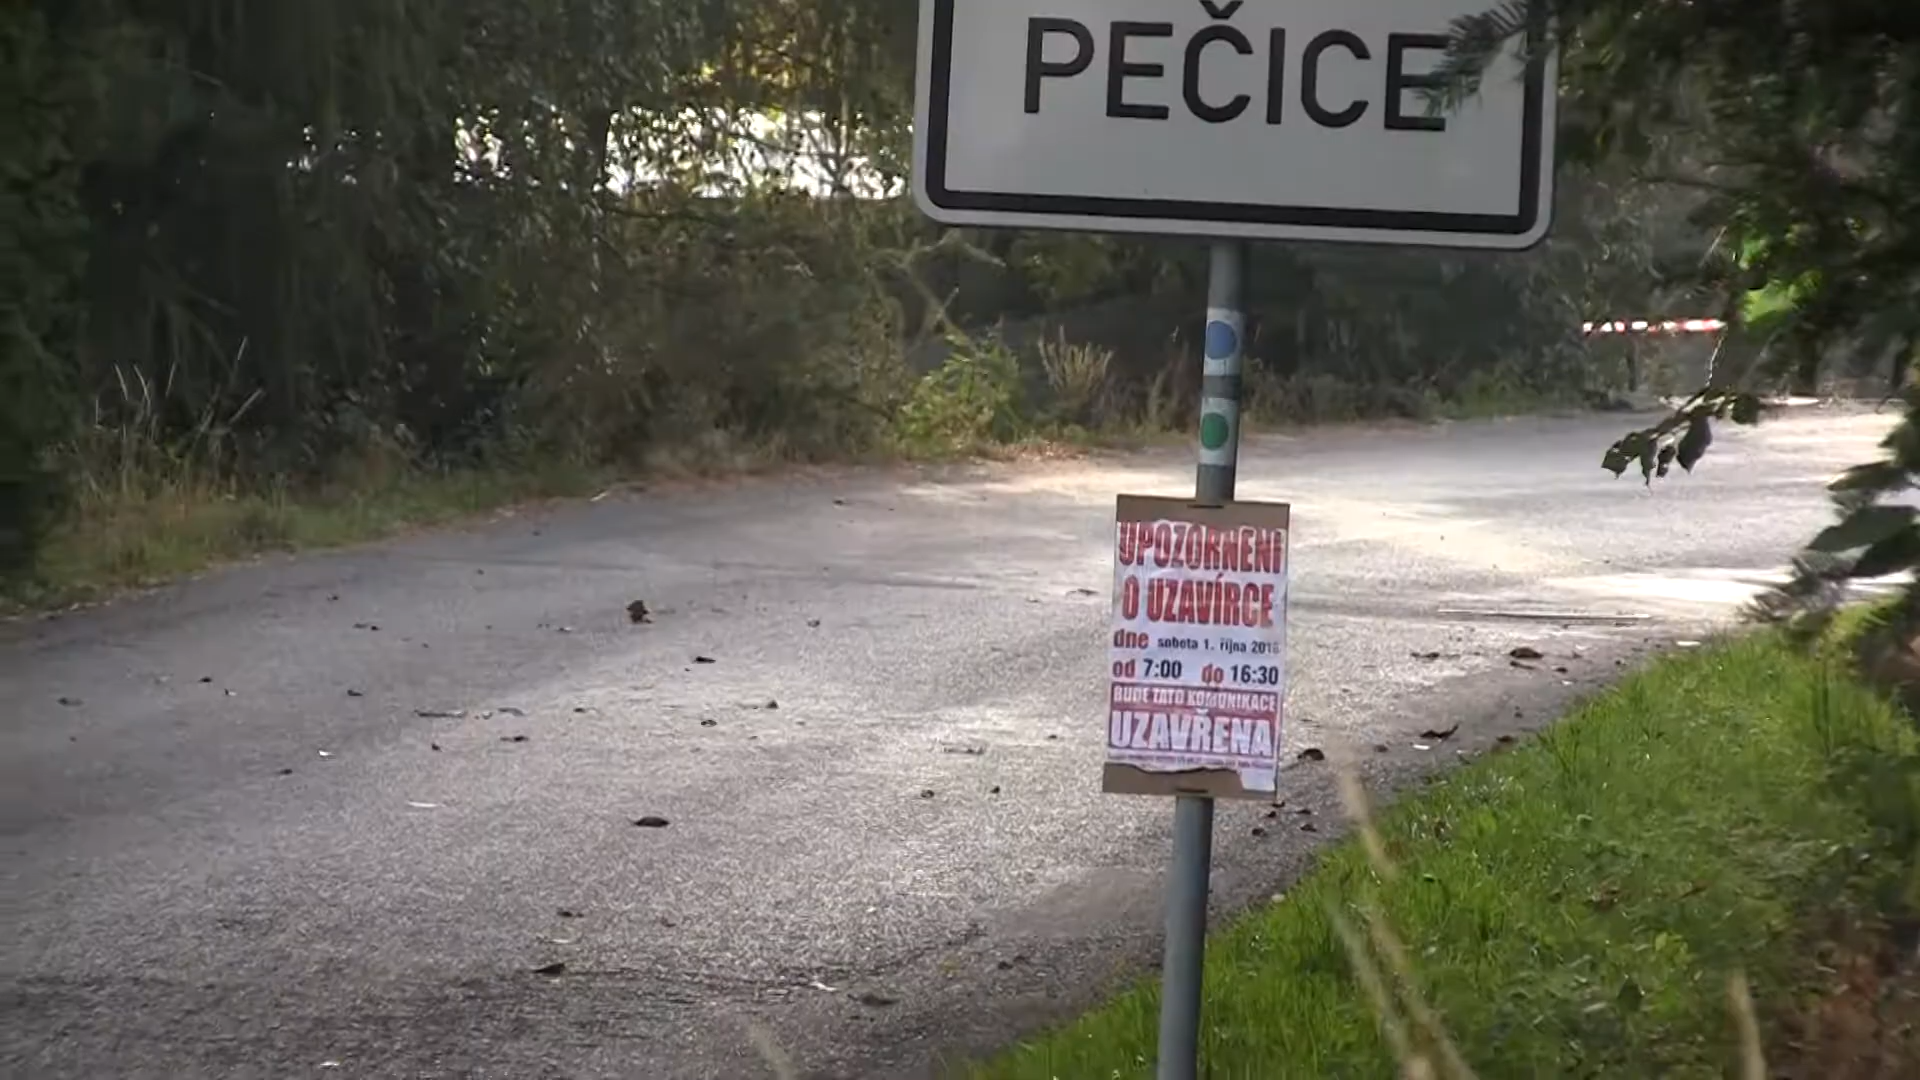 PEČICE
UPOZORNĚNÍ
O UZAVÍRCE
dne sobota 1. října 2016
od 7:00 do 16:30
BUDE TATO KOMUNIKACE
UZAVŘENA